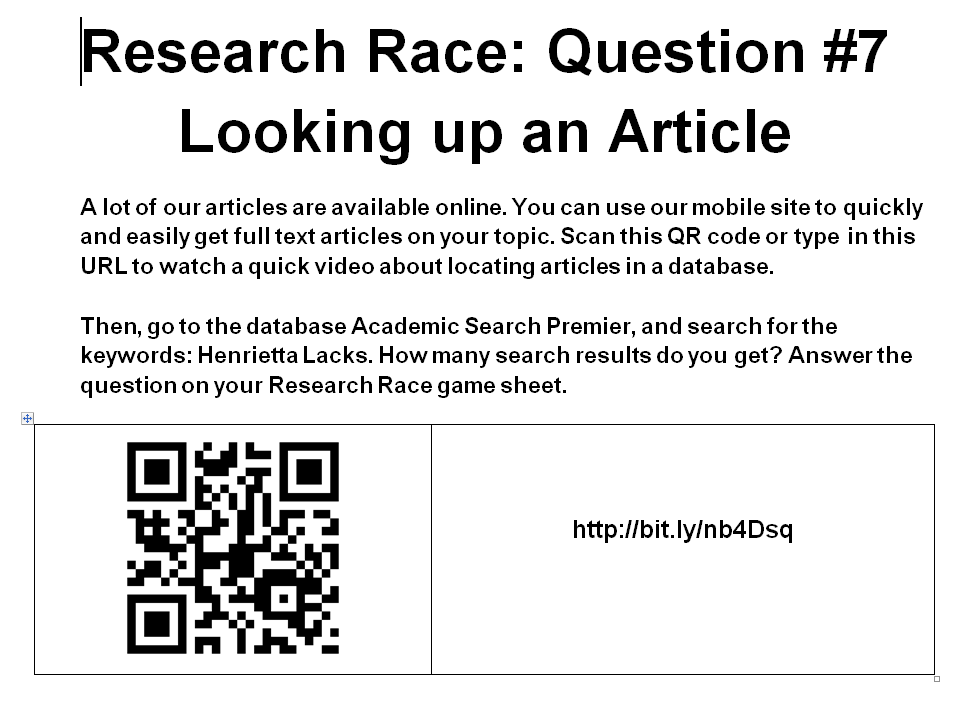 Research Race: Question #7
Looking up an Article
A lot of our articles are available online. You can use our mobile site to quickly
and easily get full text articles on your topic. Scan this QR code or type in this
URL to watch a quick video about locating articles in a database.
Then, go to the database Academic Search Premier, and search for the
keywords: Henrietta Lacks. How many search results do you get? Answer the
question on your Research Race game sheet.
http://bit.ly/nb4Dsq